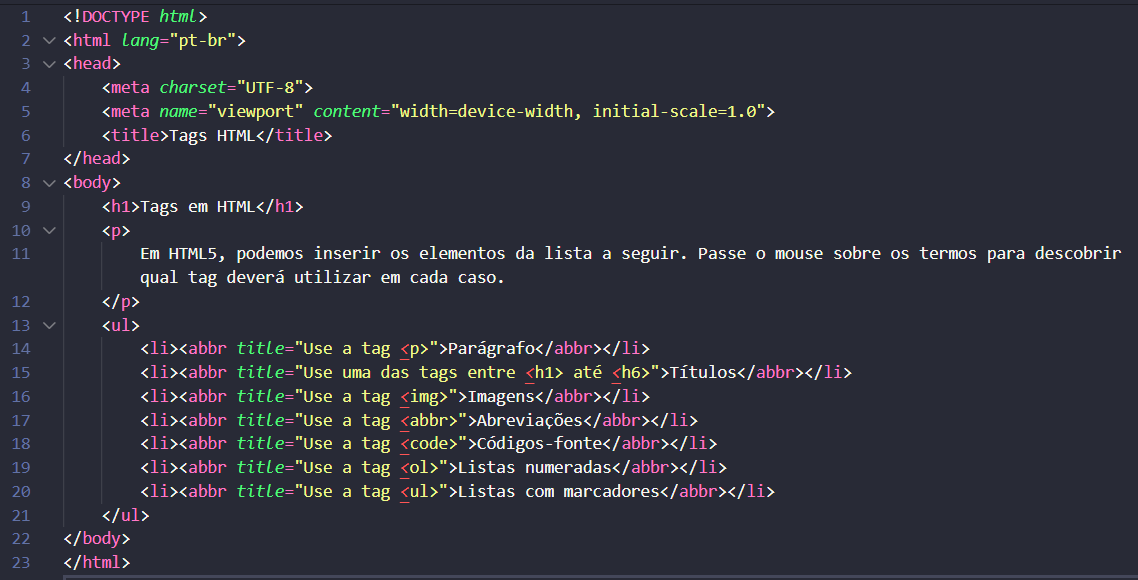 1 <!DOCTYPE html>
2 <html lang="pt-br">
3 <head>
4 <meta charset="UTF-8">
5 <meta name="viewport" content="width=device-width, initial-scale=1.0">
6 <title>Tags HTML</title>
7 </head>
8 <body>
9 <h1>Tags em HTML</h1>
10 <p>
11 Em HTML5, podemos inserir os elementos da lista a seguir. Passe o mouse sobre os termos para descobrir
qual tag deverá utilizar em cada caso.
12 </p>
13 <ul>
14 <li><abbr title="Use a tag <p>">Parágrafo</abbr></li>
15 <li><abbr title="Use uma das tags entre <h1> até <h6>">Títulos</abbr></li>
16 <li><abbr title="Use a tag <img>">Imagens</abbr></li>
17 <li><abbr title="Use a tag <abbr>">Abreviações</abbr></li>
18 <li><abbr title="Use a tag <code>">Códigos-fonte</abbr></li>
19 <li><abbr title="Use a tag <ol>">Listas numeradas</abbr></li>
20 <li><abbr title="Use a tag <ul>">Listas com marcadores</abbr></li>
21 </ul>
22 </body>
23 </html>